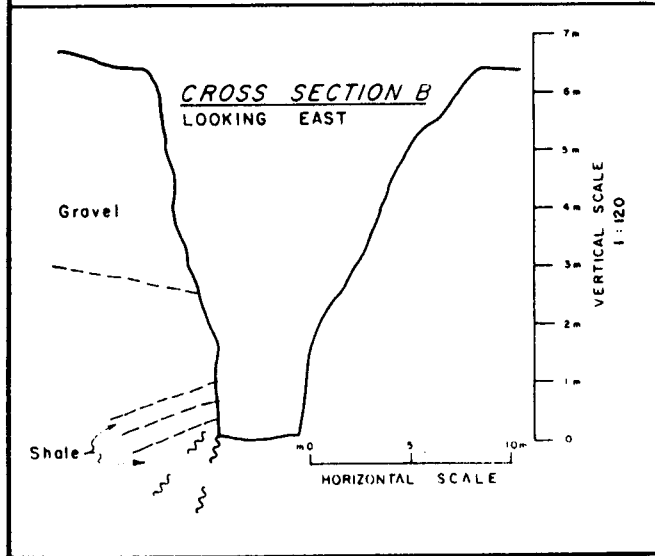 CROSS SECTION B
LOOKING EAST
Gravel
Shale
7m
6m
5m
4m
3m
2m
1m
0
VERTICAL SCALE
1:120
m 0 5 10m
HORIZONTAL SCALE